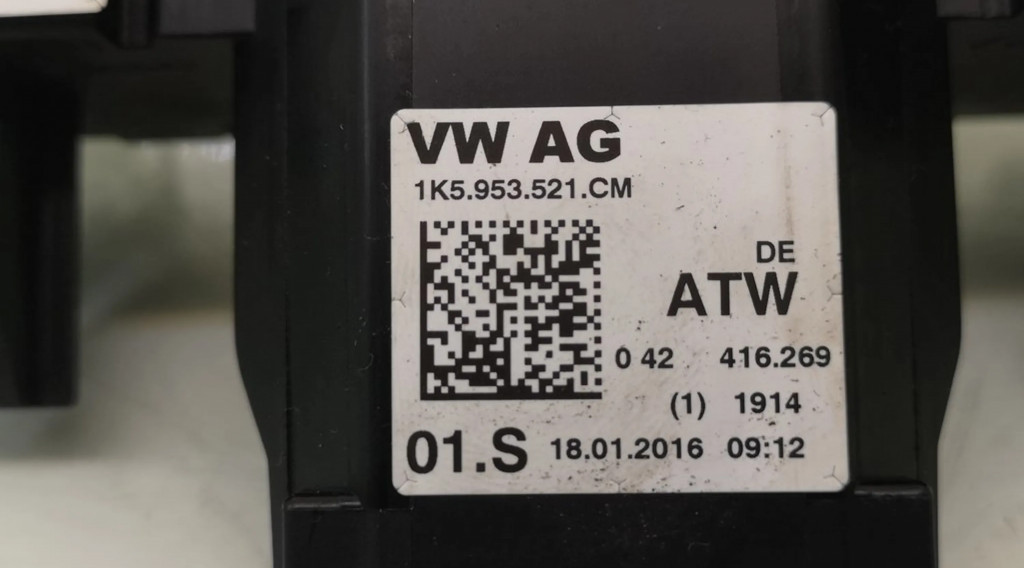 VW AG
1K5.953.521.CM
DE
ATW
0 42 416.269
(1) 1914
01.S 18.01.2016 09:12